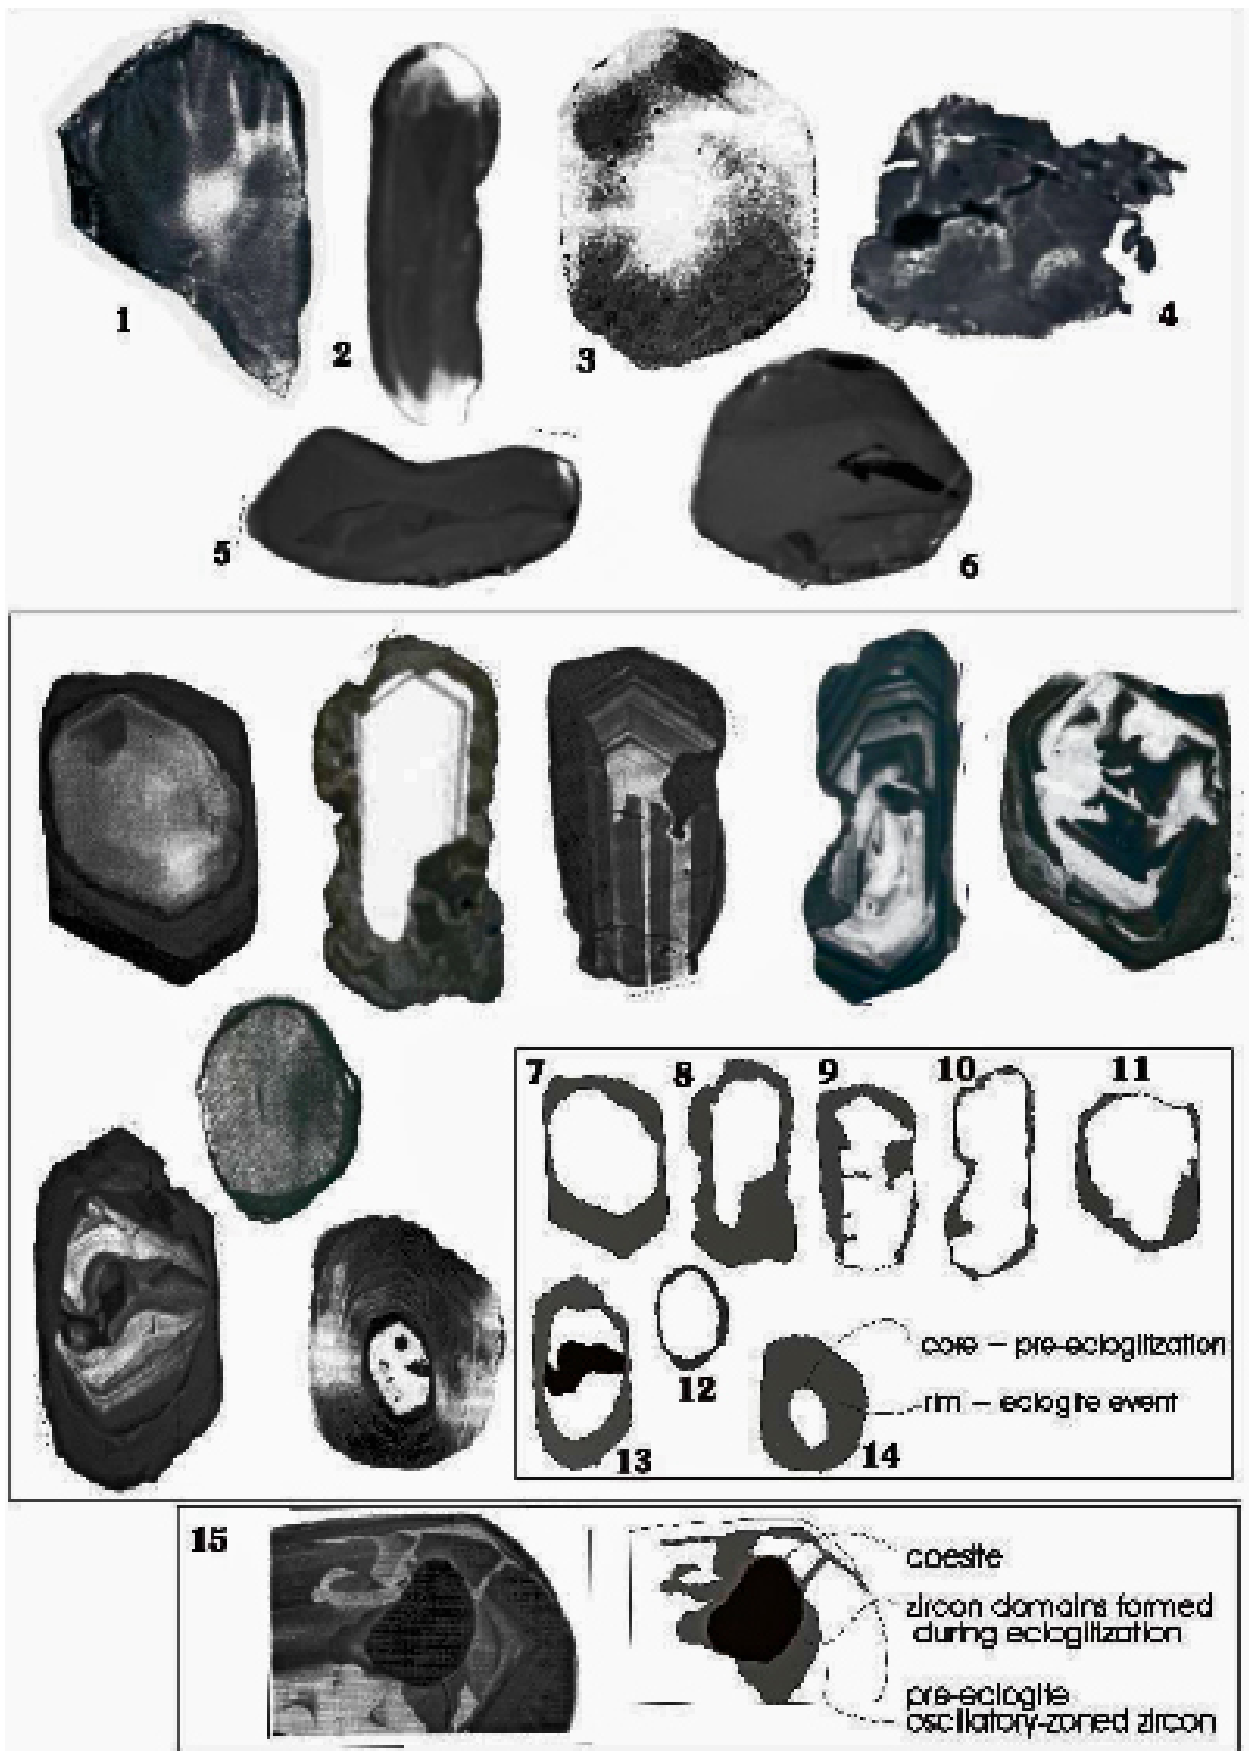 1
2
3
4
5
6
7
8
9
10
11
12
13
14
core – pre-eclogitization
rim – eclogite event
15
coesite
zircon domains formed
during eclogitization
pre-eclogite
oscillatory-zoned zircon